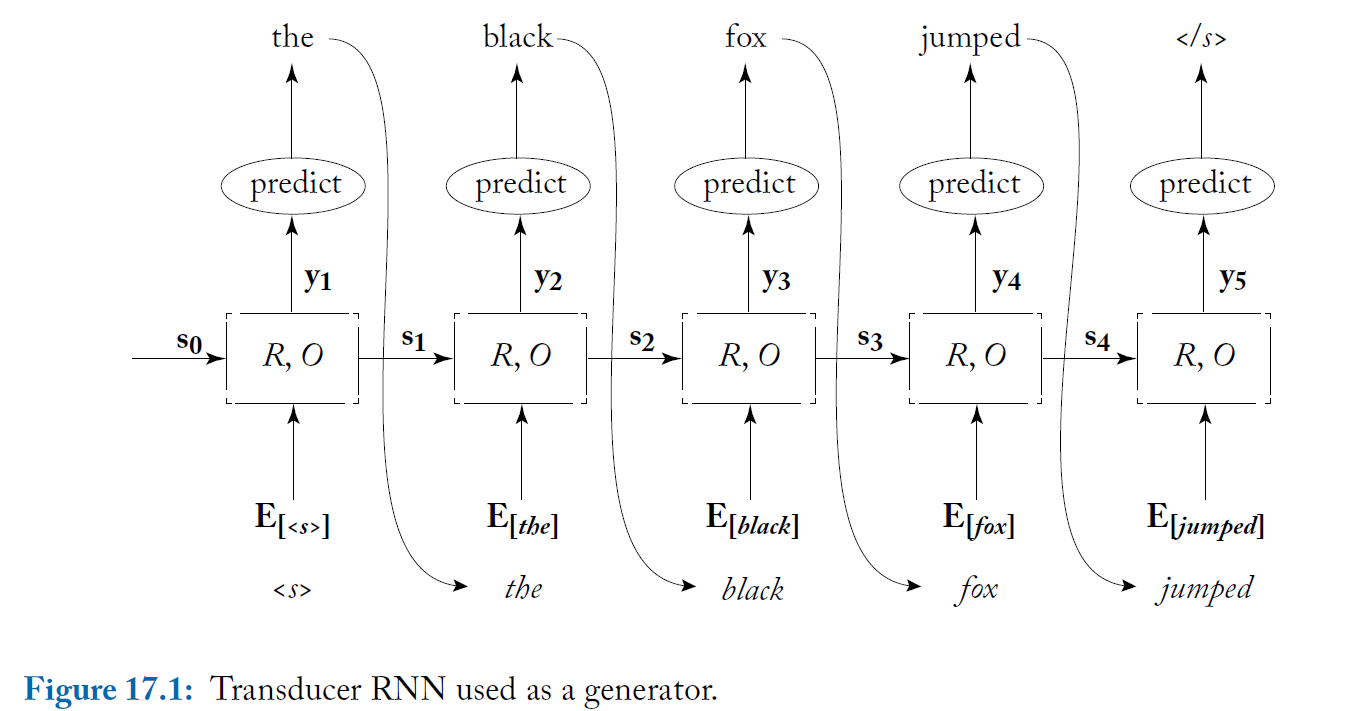 the black fox jumped </s>
predict predict predict predict predict
y1 y2 y3 y4 y5
s0 R, O s1 R, O s2 R, O s3 R, O s4 R, O
E[<s>] E[the] E[black] E[fox] E[jumped]
<s> the black fox jumped
Figure 17.1: Transducer RNN used as a generator.